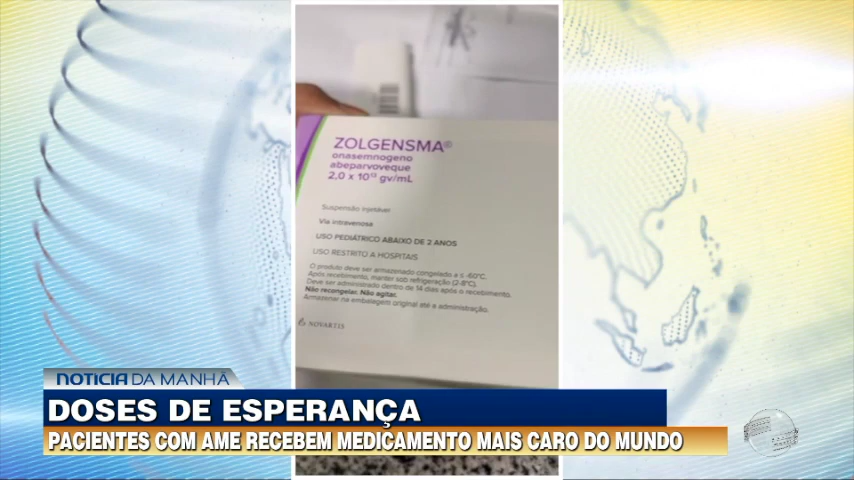 ZOLGENSMA®
onasemnogeno
abeparvoveque
2,0 x 10¹³ gv/mL
Suspensão injetável
Via intravenosa
USO PEDIÁTRICO ABAIXO DE 2 ANOS
USO RESTRITO A HOSPITAIS
O produto deve ser armazenado congelado a ≤ -60ºC.
Após recebimento, manter sob refrigeração (2-8ºC).
Deve ser administrado dentro de 14 dias após o recebimento.
Não recongelar. Não agitar.
Armazenar na embalagem original até a administração.
NOVARTIS
NOTICIA DA MANHÃ
DOSES DE ESPERANÇA
PACIENTES COM AME RECEBEM MEDICAMENTO MAIS CARO DO MUNDO